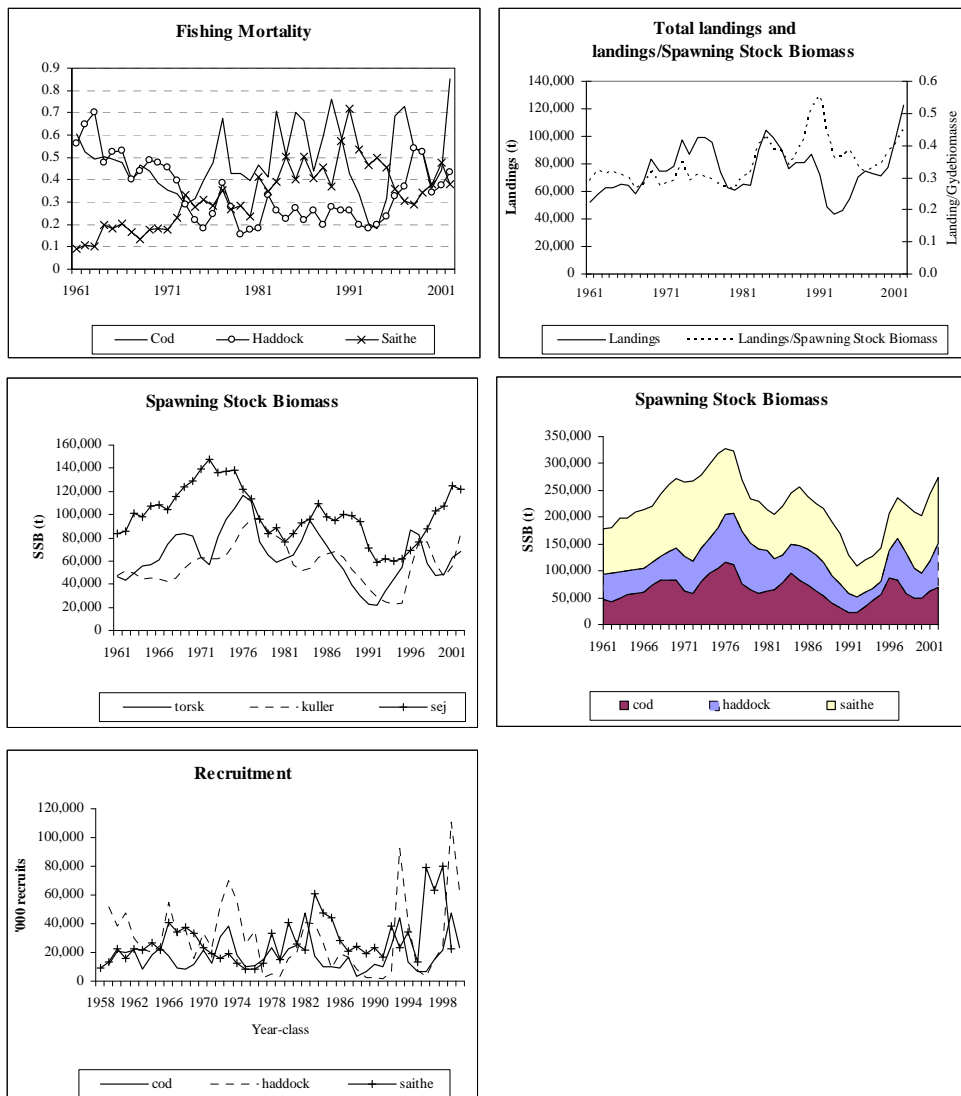 Fishing Mortality
0.9
0.8
0.7
0.6
0.5
0.4
0.3
0.2
0.1
0
1961 1971 1981 1991 2001
Cod Haddock Saithe
Total landings and
landings/Spawning Stock Biomass
Landings (t)
140,000
120,000
100,000
80,000
60,000
40,000
20,000
0
0.6
0.5
0.4
0.3
0.2
0.1
0.0
Landing/Gydebiomasse
1961 1971 1981 1991 2001
Landings Landings/Spawning Stock Biomass
Spawning Stock Biomass
SSB (t)
160,000
140,000
120,000
100,000
80,000
60,000
40,000
20,000
0
1961 1966 1971 1976 1981 1986 1991 1996 2001
torsk kuller sej
Spawning Stock Biomass
SSB (t)
350,000
300,000
250,000
200,000
150,000
100,000
50,000
0
1961 1966 1971 1976 1981 1986 1991 1996 2001
cod haddock saithe
Recruitment
'000 recruits
120,000
100,000
80,000
60,000
40,000
20,000
0
1958 1962 1966 1970 1974 1978 1982 1986 1990 1994 1998
Year-class
cod haddock saithe